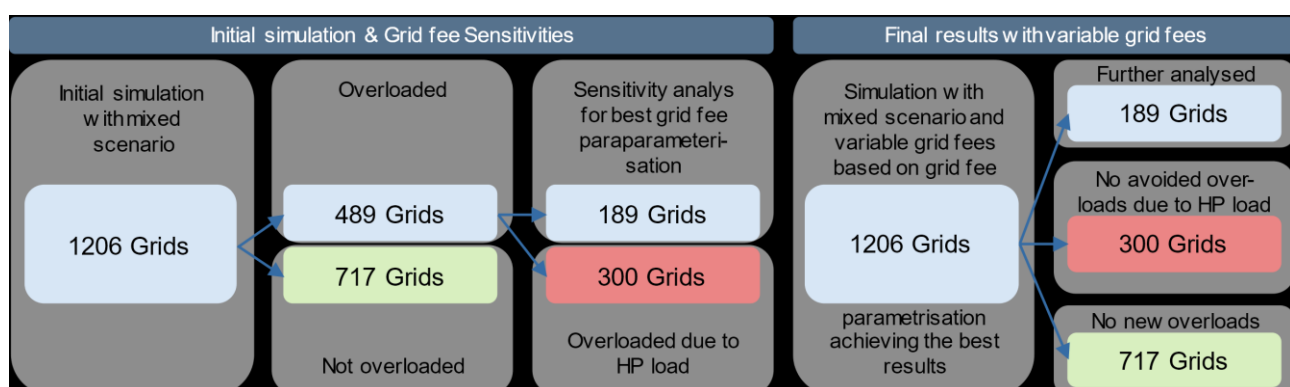 Initial simulation & Grid fee Sensitivities
Initial simulation
with mixed
scenario
1206 Grids
Overloaded
489 Grids
717 Grids
Not overloaded
Sensitivity analys
for best grid fee
paraparameteri-
sation
189 Grids
300 Grids
Overloaded due to
HP load
Final results with variable grid fees
Simulation with
mixed scenario and
variable grid fees
based on grid fee
1206 Grids
parametrisation
achieving the best
results
Further analysed
189 Grids
No avoided over-
loads due to HP load
300 Grids
No new overloads
717 Grids